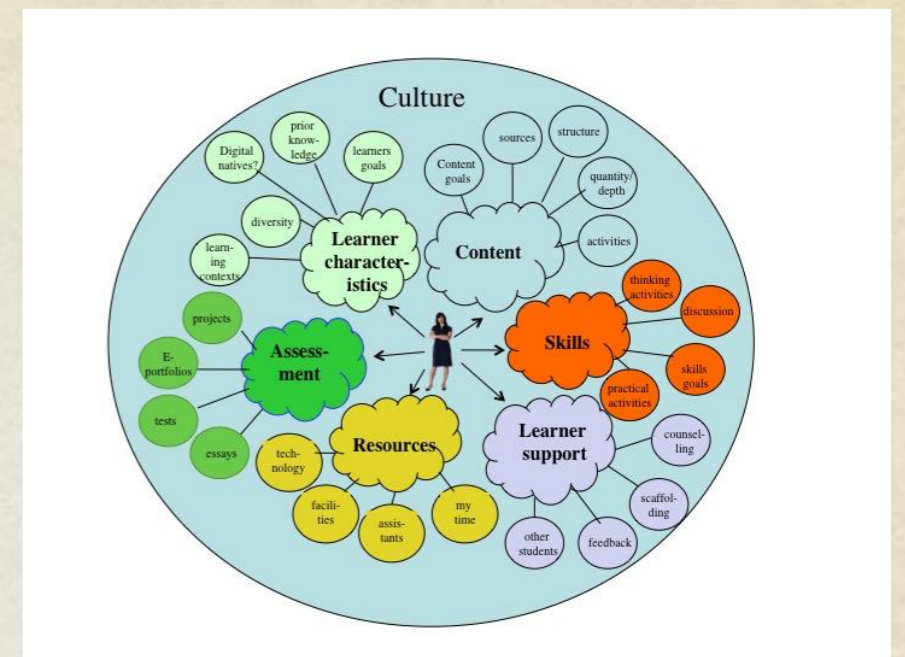 Culture
prior
know-
ledge
Digital
natives?
learners
goals
diversity
learn-
ing
contexts
Learner
character-
istics
Content
goals
sources
structure
quantity/
depth
activities
Content
thinking
activities
discussion
skills
goals
practical
activities
Skills
projects
E-
portfolios
tests
essays
Assess-
ment
Resources
tech-
nology
facili-
ties
assis-
tants
my
time
Learner
support
counsel-
ling
scaffol-
ding
feedback
other
students